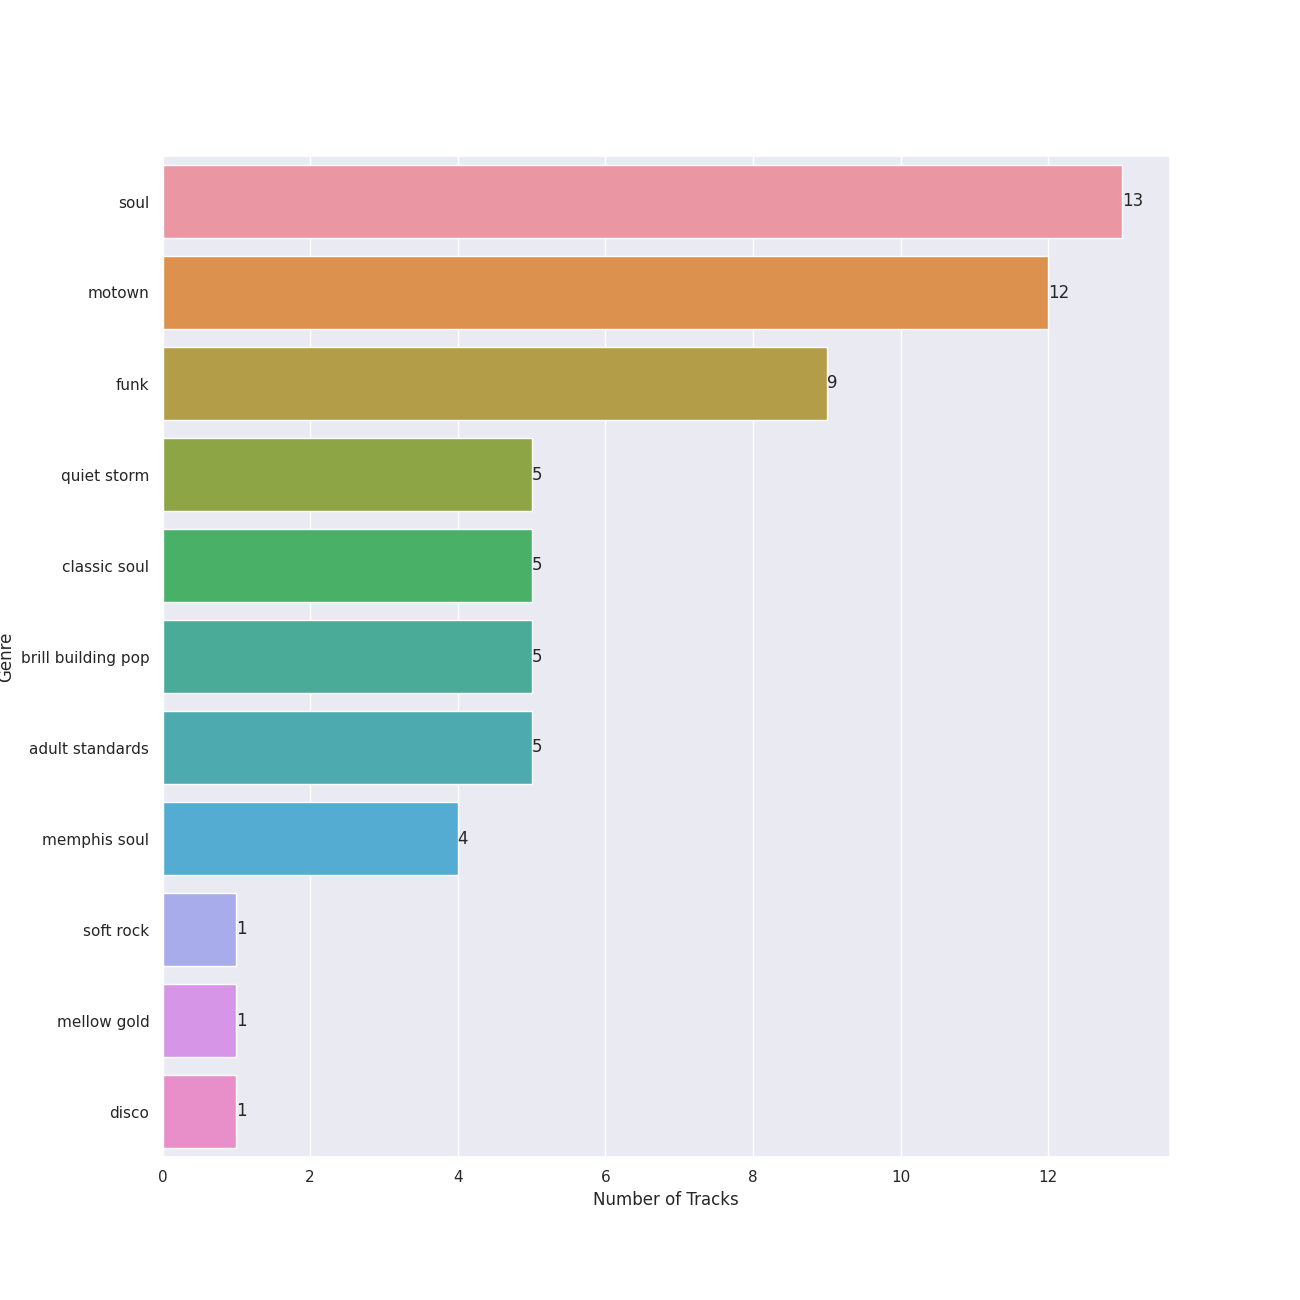 soul 13
motown 12
funk 9
quiet storm 5
classic soul 5
brill building pop 5
Genre
adult standards 5
memphis soul 4
soft rock 1
mellow gold 1
disco 1
0 2 4 6 8 10 12
Number of Tracks